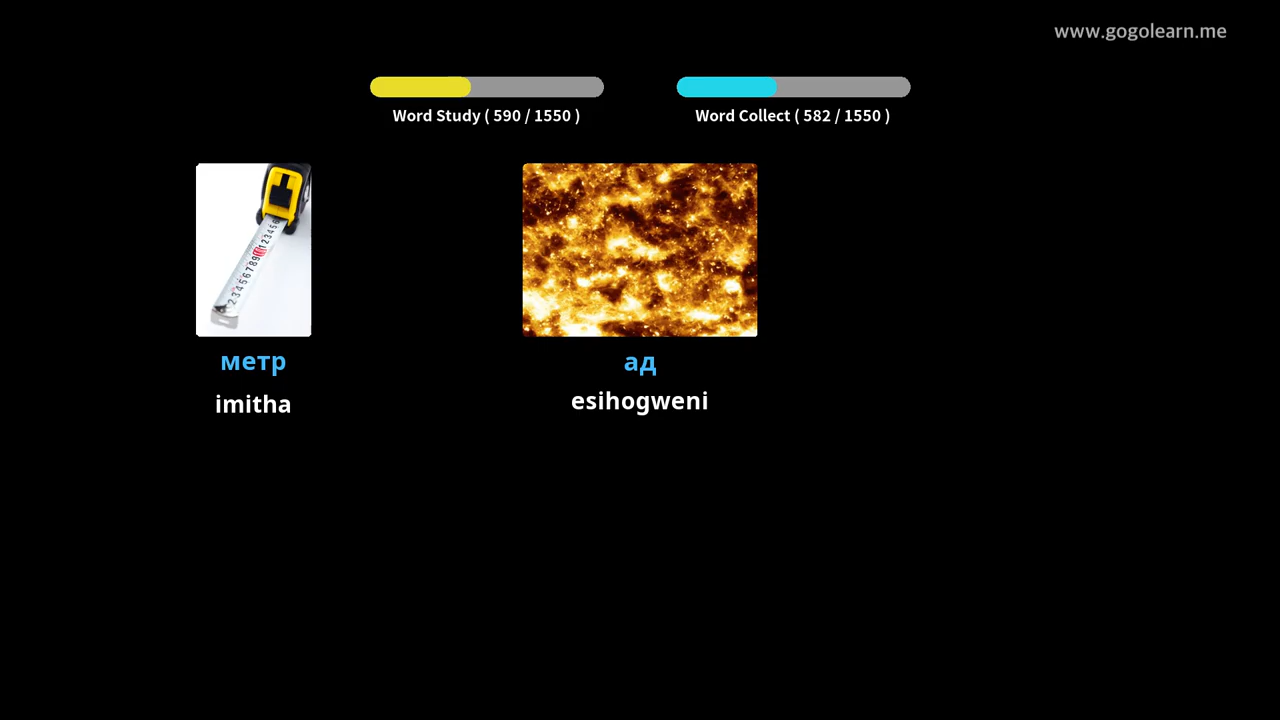 www.gogolearn.me
Word Study ( 590 / 1550 )
Word Collect ( 582 / 1550 )
метр
imitha
ад
esihogweni